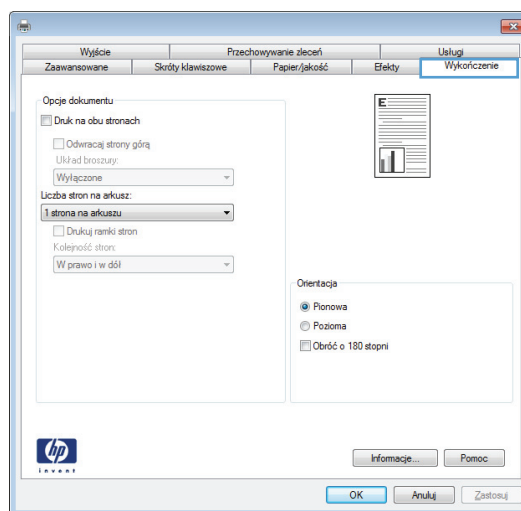 Wyjście Przechowywanie zleceń Usługi
Zaawansowane Skróty klawiszowe Papier/jakość Efekty Wykończenie
Opcje dokumentu
Druk na obu stronach
Odwracaj strony górą
Układ broszury:
Wyłączone
Liczba stron na arkusz:
1 strona na arkuszu
Drukuj ramki stron
Kolejność stron:
W prawo i w dół
E
Orientacja
Pionowa
Pozioma
Obróć o 180 stopni
hp
invent
Informacje... Pomoc
OK Anuluj Zastosuj